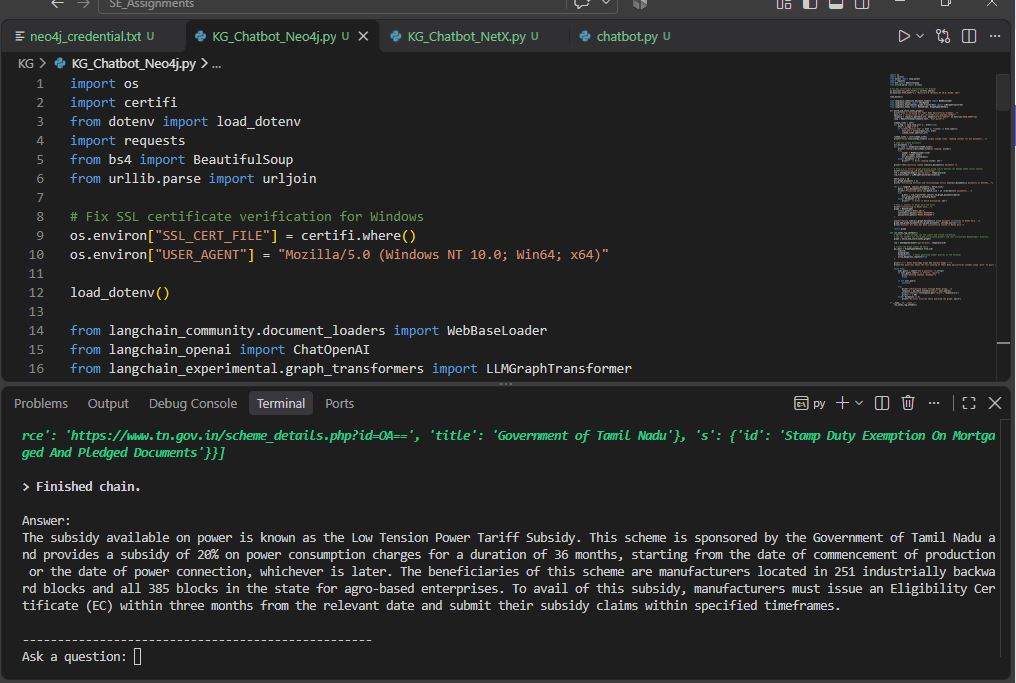 SE_Assignments
neo4j_credential.txt U
KG_Chatbot_Neo4j.py U
KG_Chatbot_NetX.py U
chatbot.py U
KG > KG_Chatbot_Neo4j.py > ...
1 import os
2 import certifi
3 from dotenv import load_dotenv
4 import requests
5 from bs4 import BeautifulSoup
6 from urllib.parse import urljoin
7
8 # Fix SSL certificate verification for Windows
9 os.environ["SSL_CERT_FILE"] = certifi.where()
10 os.environ["USER_AGENT"] = "Mozilla/5.0 (Windows NT 10.0; Win64; x64)"
11
12 load_dotenv()
13
14 from langchain_community.document_loaders import WebBaseLoader
15 from langchain_openai import ChatOpenAI
16 from langchain_experimental.graph_transformers import LLMGraphTransformer
Problems Output Debug Console Terminal Ports
py
rce': 'https://www.tn.gov.in/scheme_details.php?id=OA==', 'title': 'Government of Tamil Nadu'}, 's': {'id': 'Stamp Duty Exemption On Mortga
ged And Pledged Documents'}}]
> Finished chain.
Answer:
The subsidy available on power is known as the Low Tension Power Tariff Subsidy. This scheme is sponsored by the Government of Tamil Nadu a
nd provides a subsidy of 20% on power consumption charges for a duration of 36 months, starting from the date of commencement of production
or the date of power connection, whichever is later. The beneficiaries of this scheme are manufacturers located in 251 industrially backwa
rd blocks and all 385 blocks in the state for agro-based enterprises. To avail of this subsidy, manufacturers must issue an Eligibility Cer
tificate (EC) within three months from the relevant date and submit their subsidy claims within specified timeframes.
--------------------------------------------------
Ask a question: